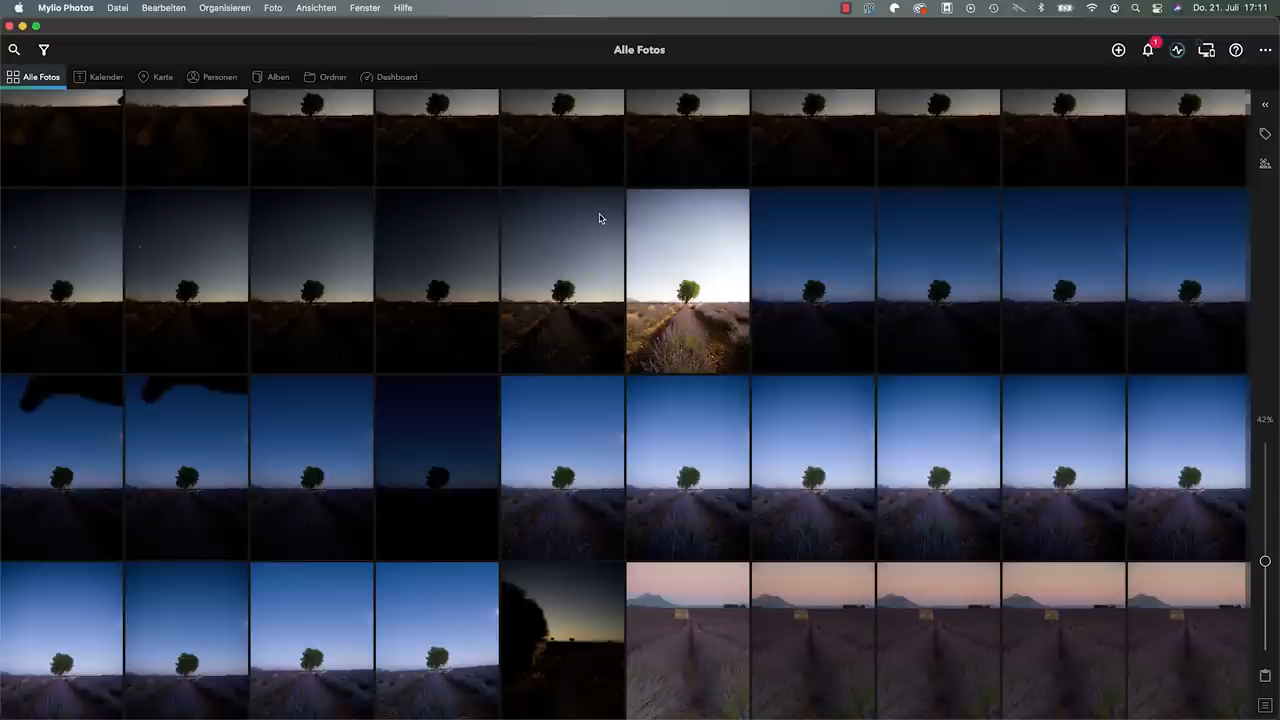 Mylio Photos Datei Bearbeiten Organisieren Foto Ansichten Fenster Hilfe Do. 21. Juli 17:11
Alle Fotos 1
Alle Fotos Kalender Karte Personen Alben Ordner Dashboard
42%